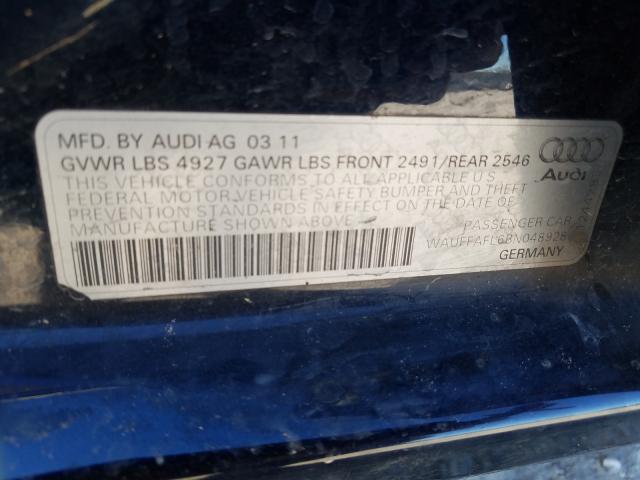 MFD. BY AUDI AG 03 11
GVWR LBS 4927 GAWR LBS FRONT 2491/REAR 2546
THIS VEHICLE CONFORMS TO ALL APPLICABLE U S
FEDERAL MOTOR VEHICLE SAFETY BUMPER AND THEFT
PREVENTION STANDARDS IN EFFECT ON THE DATE OF
MANUFACTURE SHOWN ABOVE
Audi
PASSENGER CAR
WAUFFAFL6BN048928
GERMANY